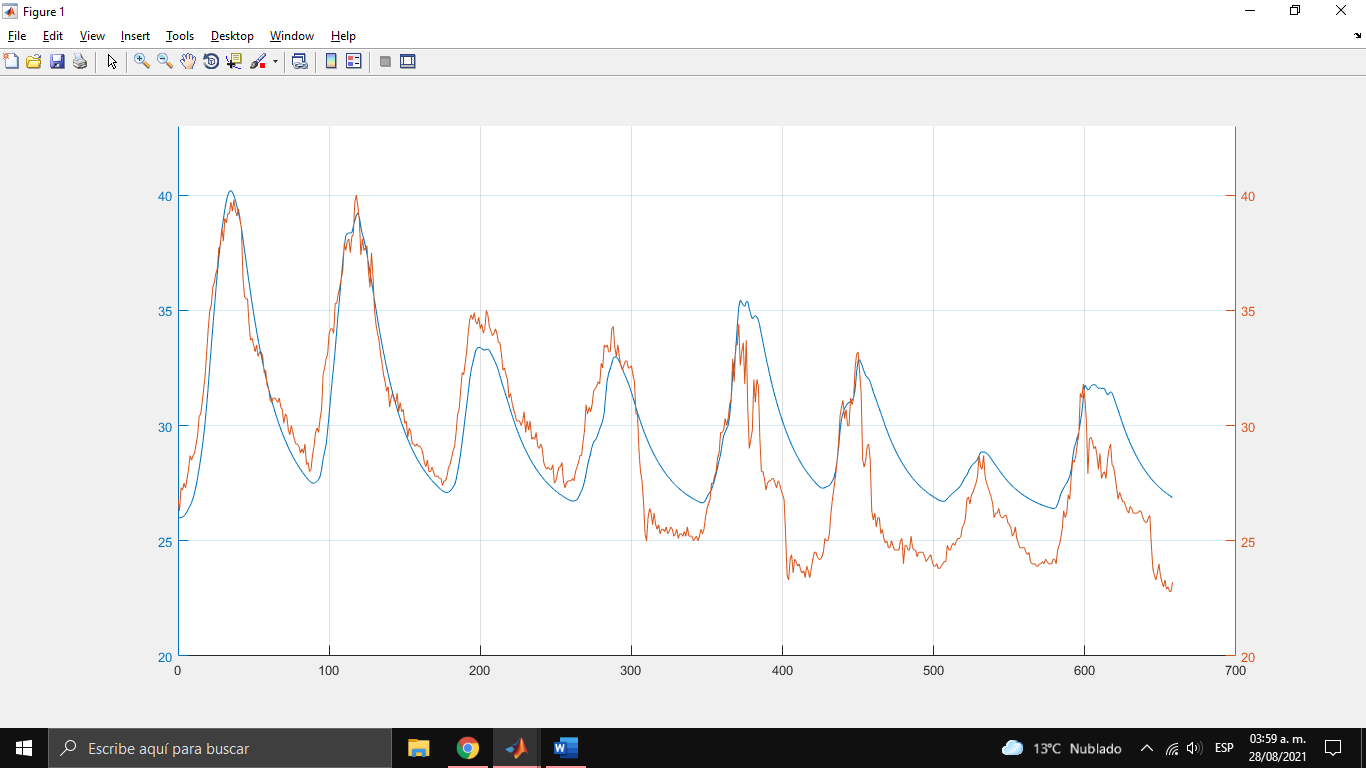 Figure 1
File Edit View Insert Tools Desktop Window Help
40 40
35 35
30 30
25 25
20 20
0 100 200 300 400 500 600 700
Escribe aquí para buscar
13°C Nublado
ESP
03:59 a. m.
28/08/2021